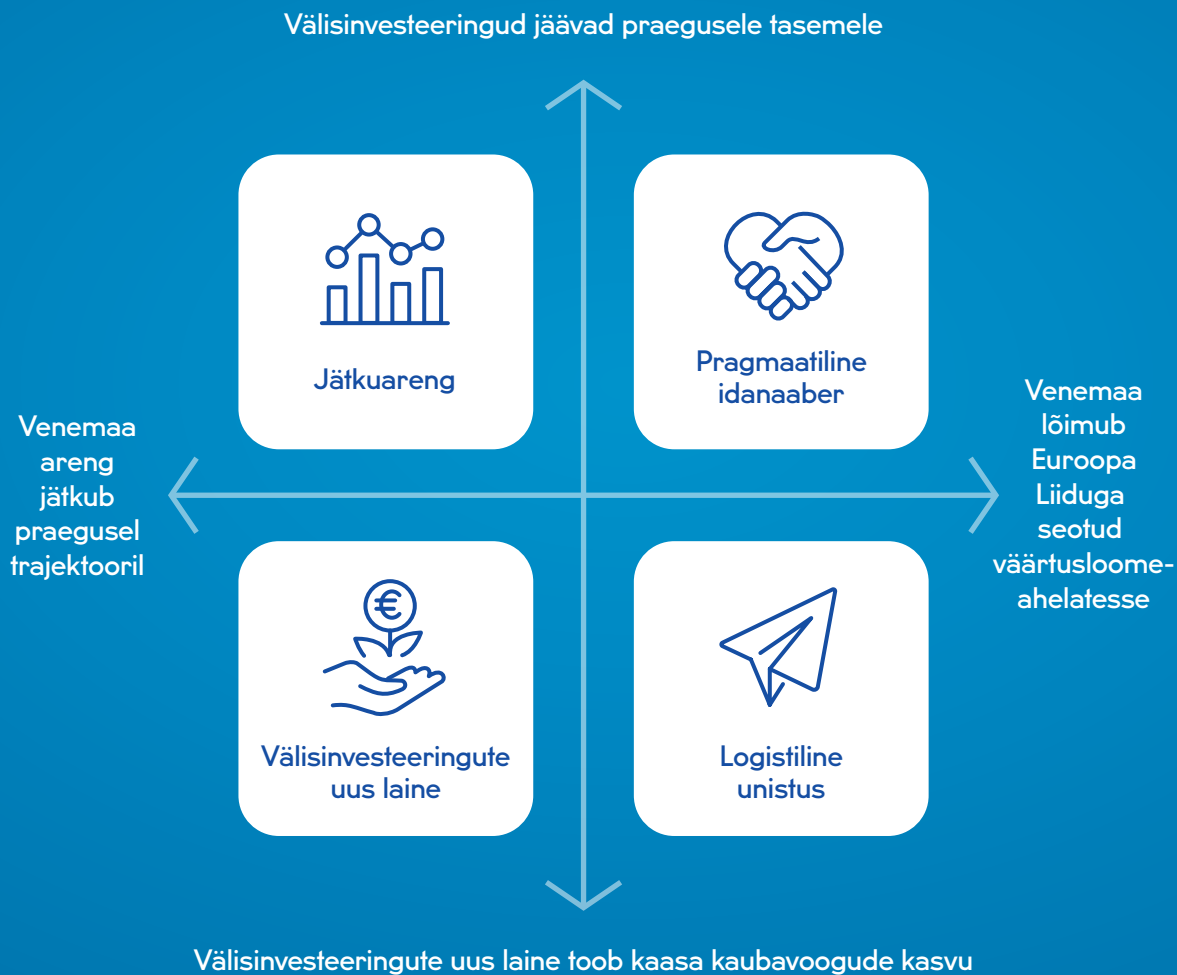 Välisinvesteeringud jäävad praegusele tasemele
Jätkuareng
Pragmaatiline
idanaaber
Venemaa
areng
jätkub
praegusel
trajektooril
Venemaa
lõimub
Euroopa
Liiduga
seotud
väärtusloome-
ahelatesse
€
Välisinvesteeringute
uus laine
Logistiline
unistus
Välisinvesteeringute uus laine toob kaasa kaubavoogude kasvu